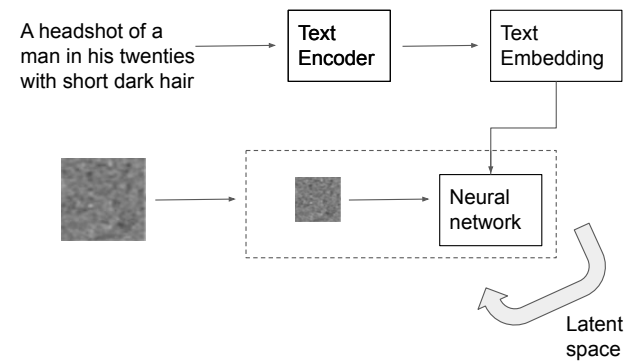 A headshot of a
man in his twenties
with short dark hair
Text
Encoder
Text
Embedding
Neural
network
Latent
space